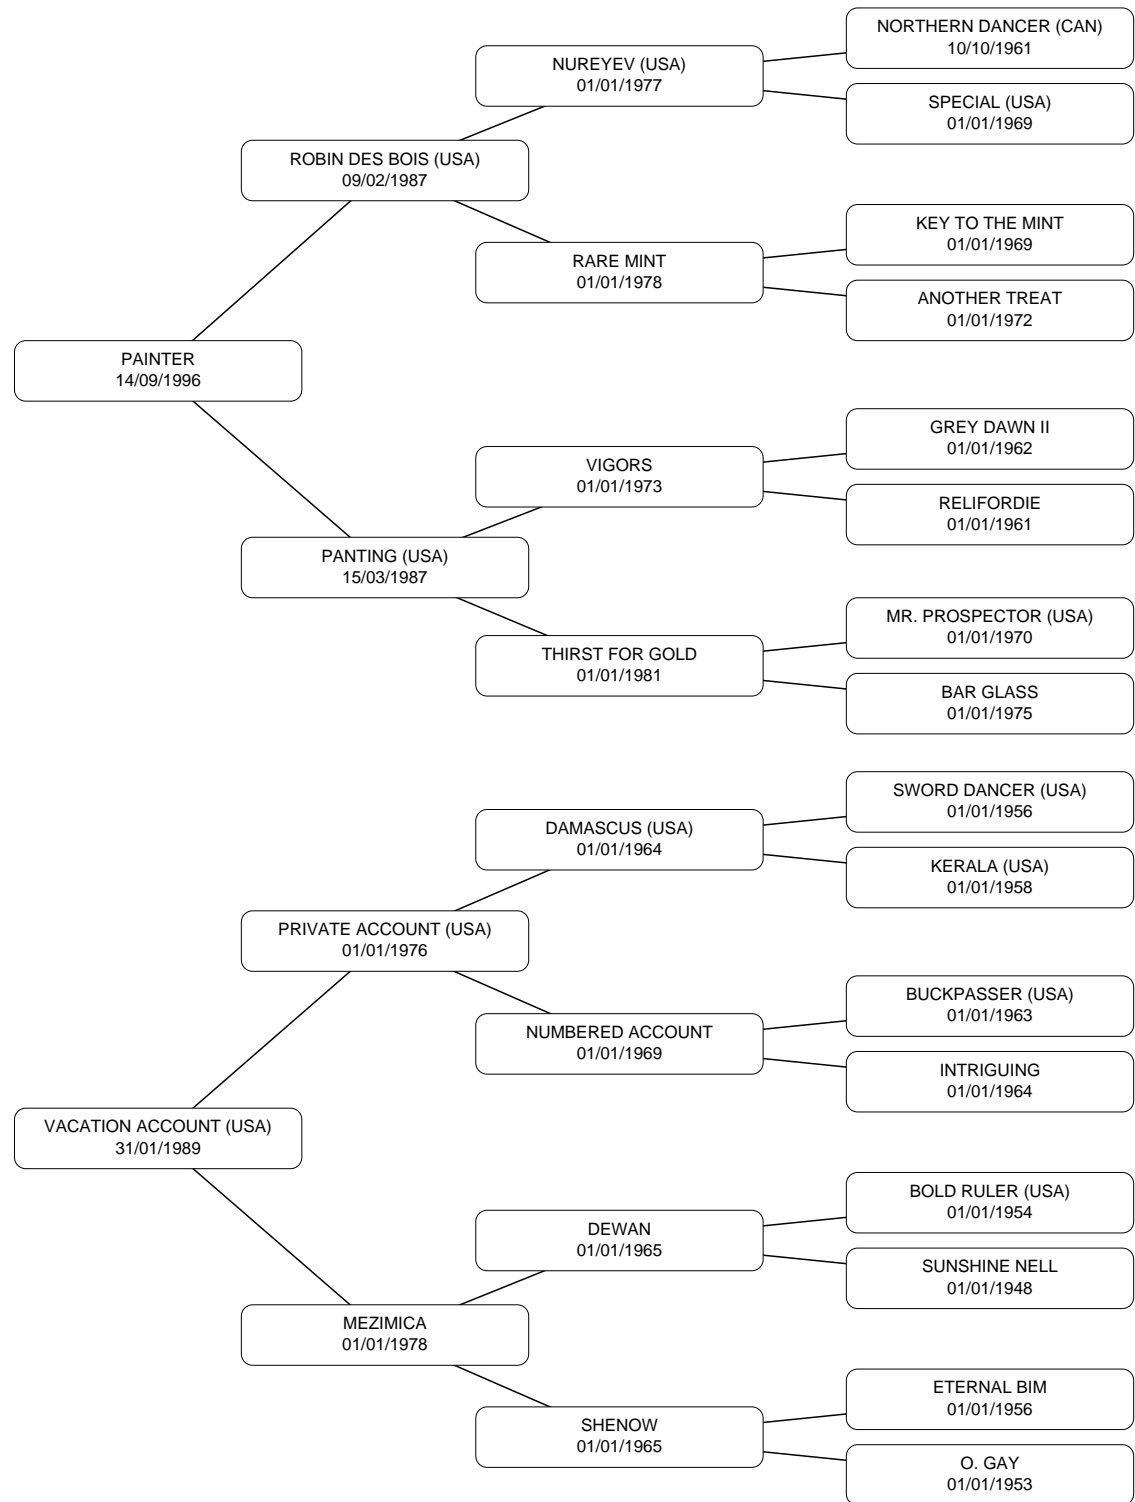 NORTHERN DANCER (CAN)
10/10/1961
NUREYEV (USA)
01/01/1977
SPECIAL (USA)
01/01/1969
ROBIN DES BOIS (USA)
09/02/1987
KEY TO THE MINT
01/01/1969
RARE MINT
01/01/1978
ANOTHER TREAT
01/01/1972
PAINTER
14/09/1996
GREY DAWN II
01/01/1962
VIGORS
01/01/1973
RELIFORDIE
01/01/1961
PANTING (USA)
15/03/1987
MR. PROSPECTOR (USA)
01/01/1970
THIRST FOR GOLD
01/01/1981
BAR GLASS
01/01/1975
SWORD DANCER (USA)
01/01/1956
DAMASCUS (USA)
01/01/1964
KERALA (USA)
01/01/1958
PRIVATE ACCOUNT (USA)
01/01/1976
BUCKPASSER (USA)
01/01/1963
NUMBERED ACCOUNT
01/01/1969
INTRIGUING
01/01/1964
VACATION ACCOUNT (USA)
31/01/1989
BOLD RULER (USA)
01/01/1954
DEWAN
01/01/1965
SUNSHINE NELL
01/01/1948
MEZIMICA
01/01/1978
ETERNAL BIM
01/01/1956
SHENOW
01/01/1965
O. GAY
01/01/1953